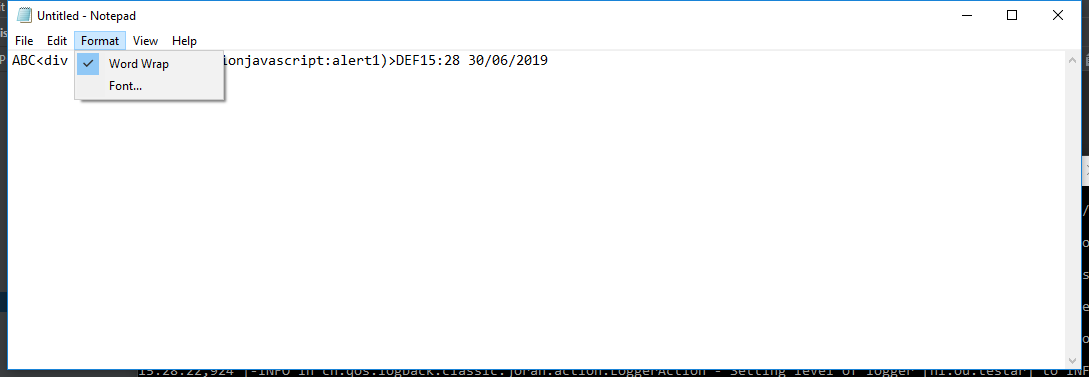 Untitled - Notepad
File Edit Format View Help
ABC<div ionjavascript:alert1)>DEF15:28 30/06/2019
Word Wrap
Font...
15:28:22,924 |-INFO in ch.qos.logback.classic.joran.action.LoggerAction - Setting level of logger [nl.ou.testar] to INF